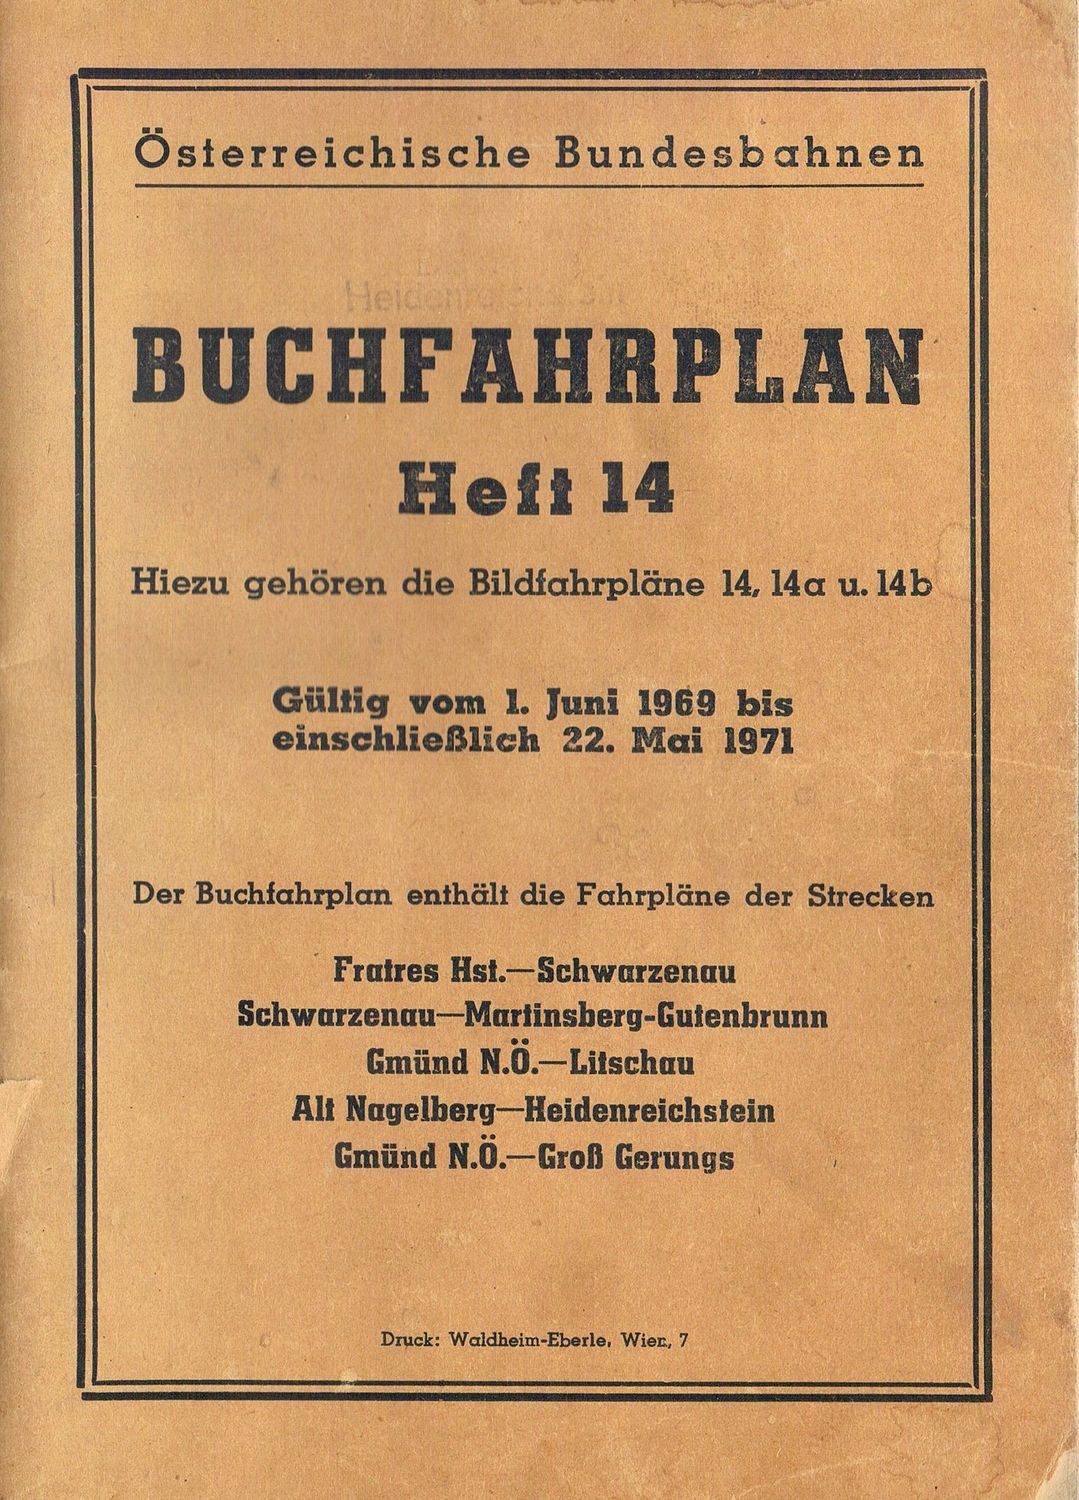 Österreichische Bundesbahnen
BUCHFAHRPLAN
Heft 14
Hiezu gehören die Bildfahrpläne 14, 14a u. 14b
Gültig vom 1. Juni 1969 bis
einschließlich 22. Mai 1971
Der Buchfahrplan enthält die Fahrpläne der Strecken
Fratres Hst.—Schwarzenau
Schwarzenau—Martinsberg-Gutenbrunn
Gmünd N.Ö.—Litschau
Alt Nagelberg—Heidenreichstein
Gmünd N.Ö.—Groß Gerungs
Druck: Waldheim-Eberle, Wien, 7